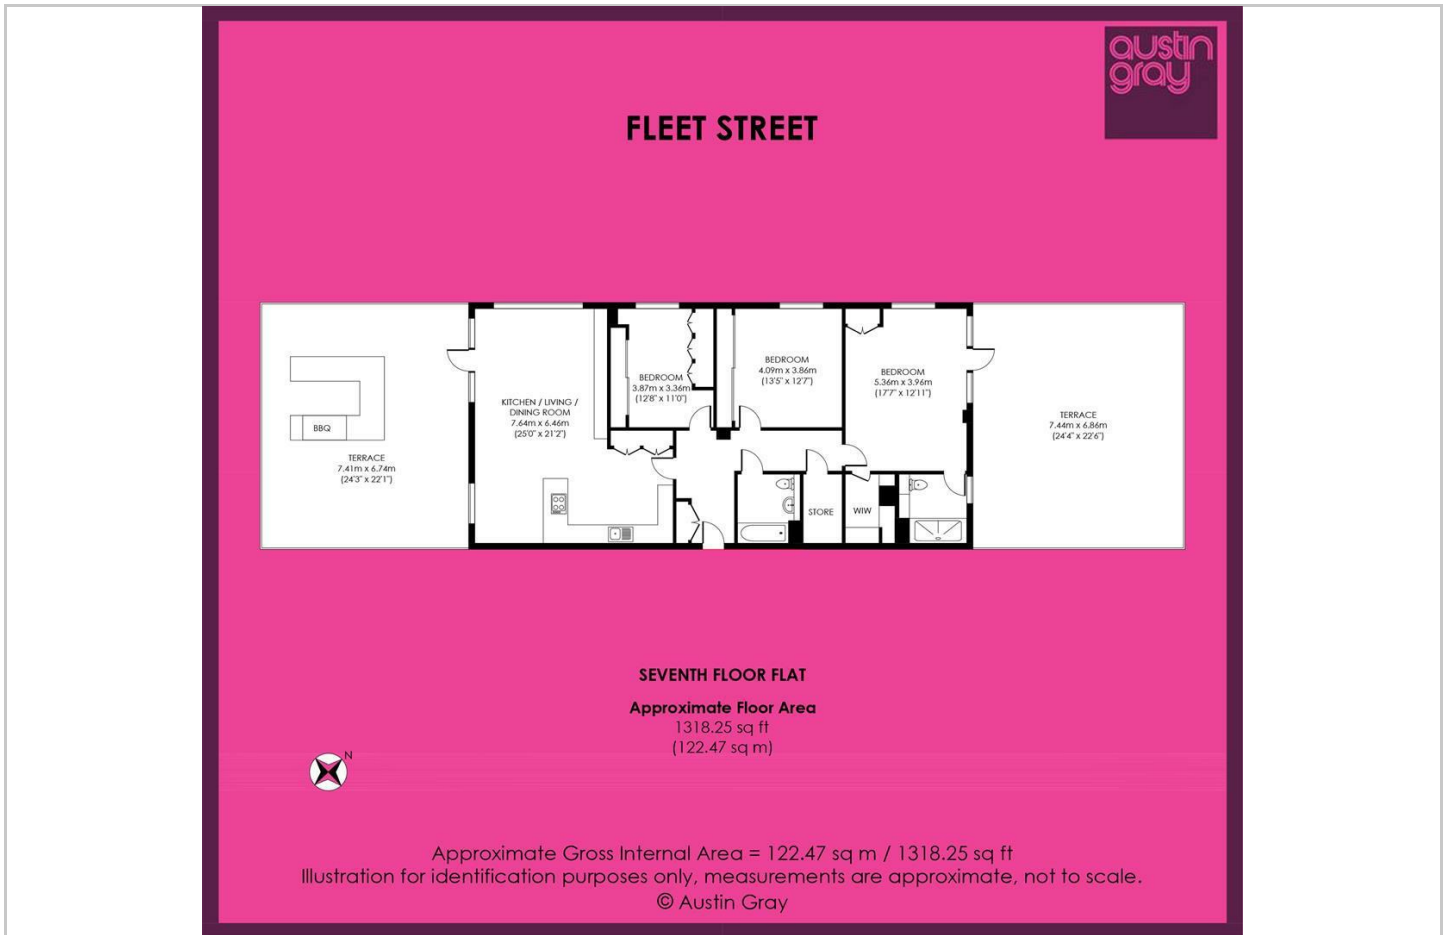 austin
gray
FLEET STREET
BEDROOM
3.87m x 3.36m
(12'8" x 11'0")
BEDROOM
4.09m x 3.86m
(13'5" x 12'7")
BEDROOM
5.36m x 3.96m
(17'7" x 12'11")
KITCHEN / LIVING /
DINING ROOM
7.64m x 6.46m
(25'0" x 21'2")
TERRACE
7.44m x 6.86m
(24'4" x 22'6")
BBQ
TERRACE
7.41m x 6.74m
(24'3" x 22'1")
STORE
WIW
SEVENTH FLOOR FLAT
Approximate Floor Area
1318.25 sq ft
(122.47 sq m)
N
Approximate Gross Internal Area = 122.47 sq m / 1318.25 sq ft
Illustration for identification purposes only, measurements are approximate, not to scale.
© Austin Gray